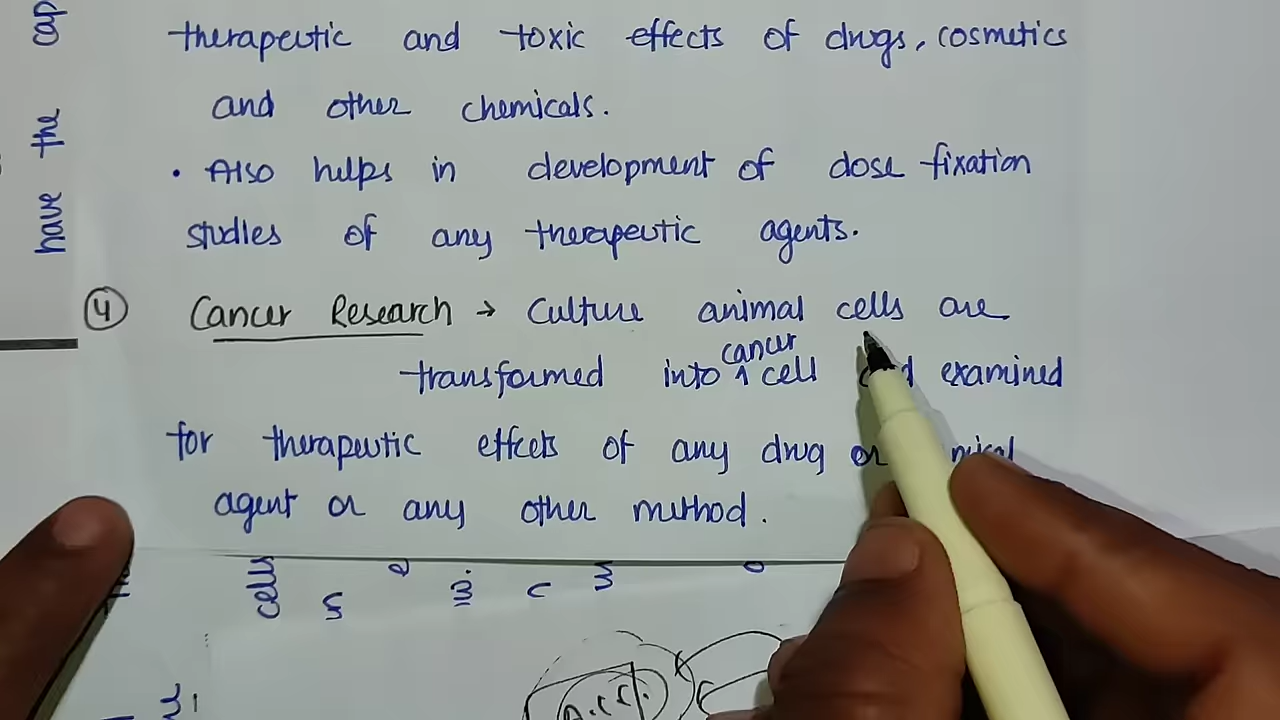 therapeutic and toxic effects of drugs, cosmetics
and other chemicals.
• Also helps in development of dose fixation
studies of any therapeutic agents.
④ Cancer Research → Culture animal cells are
transformed into cancer cell examined
for therapeutic effects of any drug or
agent or any other method.
have the cap
cells